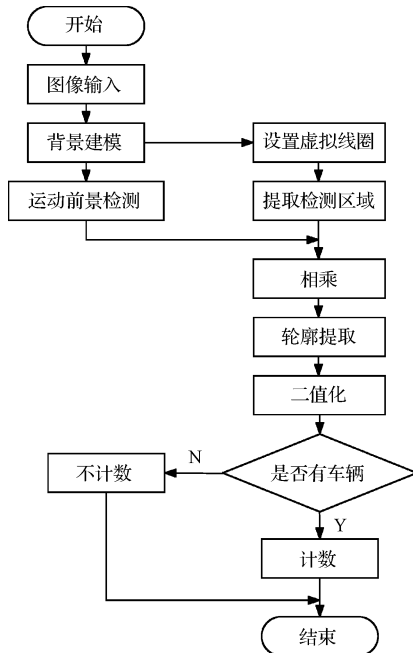 开始
图像输入
背景建模
设置虚拟线圈
运动前景检测
提取检测区域
相乘
轮廓提取
二值化
是否有车辆
N
不计数
Y
计数
结束